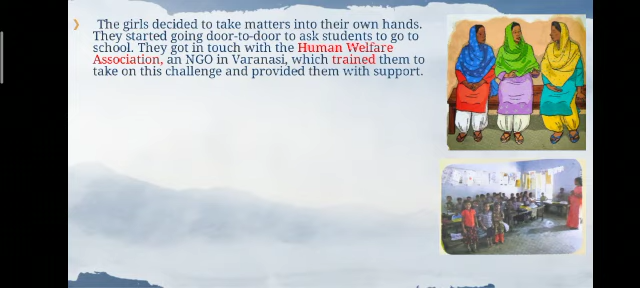 The girls decided to take matters into their own hands.
They started going door-to-door to ask students to go to
school. They got in touch with the Human Welfare
Association, an NGO in Varanasi, which trained them to
take on this challenge and provided them with support.